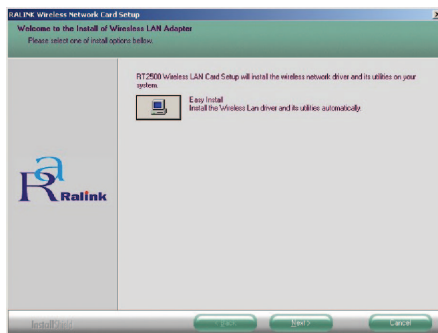 RALINK Wireless Network Card Setup
Welcome to the Install of Wireless LAN Adapter
Please select one of install options bellow.
RT2500 Wireless LAN Card Setup will install the wireless network driver and its utilities on your
system.
Easy Install
Install the Wireless Lan driver and its utilities automatically.
Ralink
InstallShield
< Back
Next >
Cancel